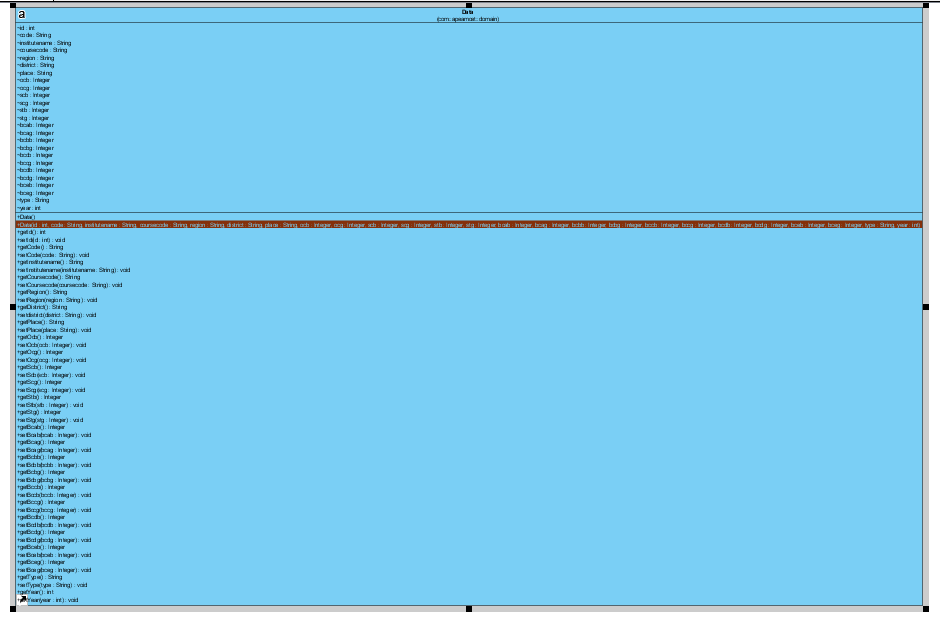 a
Data
(com.apeamost.domain)
~id : int
~code : String
~institutename : String
~coursecode : String
~region : String
~district : String
~place : String
~ocb : Integer
~ocg : Integer
~scb : Integer
~scg : Integer
~stb : Integer
~stg : Integer
~bcab : Integer
~bcag : Integer
~bcbb : Integer
~bcbg : Integer
~bccb : Integer
~bccg : Integer
~bcdb : Integer
~bcdg : Integer
~bceb : Integer
~bceg : Integer
~type : String
~year : int
+Data()
+Data(id : int, code : String, institutename : String, coursecode : String, region : String, district : String, place : String, ocb : Integer, ocg : Integer, scb : Integer, scg : Integer, stb : Integer, stg : Integer, bcab : Integer, bcag : Integer, bcbb : Integer, bcbg : Integer, bccb : Integer, bccg : Integer, bcdb : Integer, bcdg : Integer, bceb : Integer, bceg : Integer, type : String, year : int)
+getId() : int
+setId(id : int) : void
+getCode() : String
+setCode(code : String) : void
+getInstitutename() : String
+setInstitutename(institutename : String) : void
+getCoursecode() : String
+setCoursecode(coursecode : String) : void
+getRegion() : String
+setRegion(region : String) : void
+getDistrict() : String
+setdistrict(district : String) : void
+getPlace() : String
+setPlace(place : String) : void
+getOcb() : Integer
+setOcb(ocb : Integer) : void
+getOcg() : Integer
+setOcg(ocg : Integer) : void
+getScb() : Integer
+setScb(scb : Integer) : void
+getScg() : Integer
+setScg(scg : Integer) : void
+getStb() : Integer
+setStb(stb : Integer) : void
+getStg() : Integer
+setStg(stg : Integer) : void
+getBcab() : Integer
+setBcab(bcab : Integer) : void
+getBcag() : Integer
+setBcag(bcag : Integer) : void
+getBcbb() : Integer
+setBcbb(bcbb : Integer) : void
+getBcbg() : Integer
+setBcbg(bcbg : Integer) : void
+getBccb() : Integer
+setBccb(bccb : Integer) : void
+getBccg() : Integer
+setBccg(bccg : Integer) : void
+getBcdb() : Integer
+setBcdb(bcdb : Integer) : void
+getBcdg() : Integer
+setBcdg(bcdg : Integer) : void
+getBceb() : Integer
+setBceb(bceb : Integer) : void
+getBceg() : Integer
+setBceg(bceg : Integer) : void
+getType() : String
+setType(type : String) : void
+getYear() : int
(year : int) : void